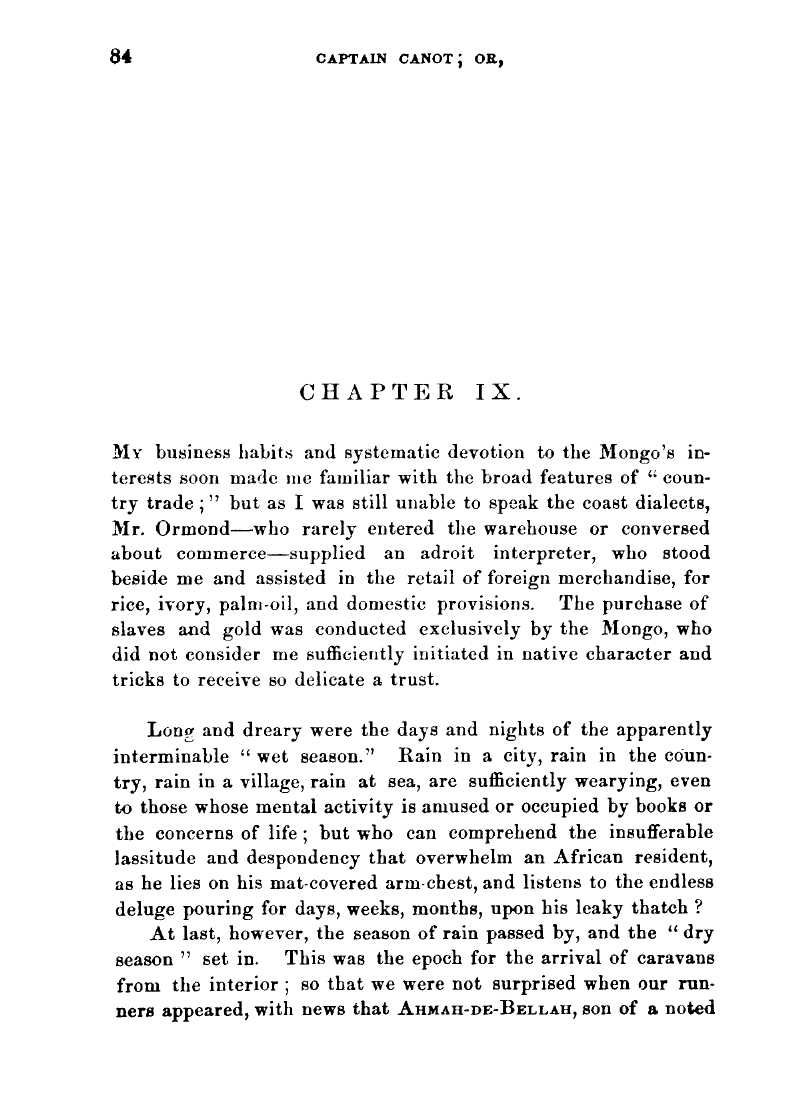 84 CAPTAIN CANOT; OR,
CHAPTER IX.
MY business habits and systematic devotion to the Mongo's in-
terests soon made me familiar with the broad features of “ coun-
try trade ;” but as I was still unable to speak the coast dialects,
Mr. Ormond—who rarely entered the warehouse or conversed
about commerce—supplied an adroit interpreter, who stood
beside me and assisted in the retail of foreign merchandise, for
rice, ivory, palm-oil, and domestic provisions. The purchase of
slaves and gold was conducted exclusively by the Mongo, who
did not consider me sufficiently initiated in native character and
tricks to receive so delicate a trust.
Long and dreary were the days and nights of the apparently
interminable “ wet season.” Rain in a city, rain in the coun-
try, rain in a village, rain at sea, are sufficiently wearying, even
to those whose mental activity is amused or occupied by books or
the concerns of life ; but who can comprehend the insufferable
lassitude and despondency that overwhelm an African resident,
as he lies on his mat-covered arm-chest, and listens to the endless
deluge pouring for days, weeks, months, upon his leaky thatch ?
At last, however, the season of rain passed by, and the “ dry
season ” set in. This was the epoch for the arrival of caravans
from the interior ; so that we were not surprised when our run-
ners appeared, with news that AHMAH-DE-BELLAH, son of a noted